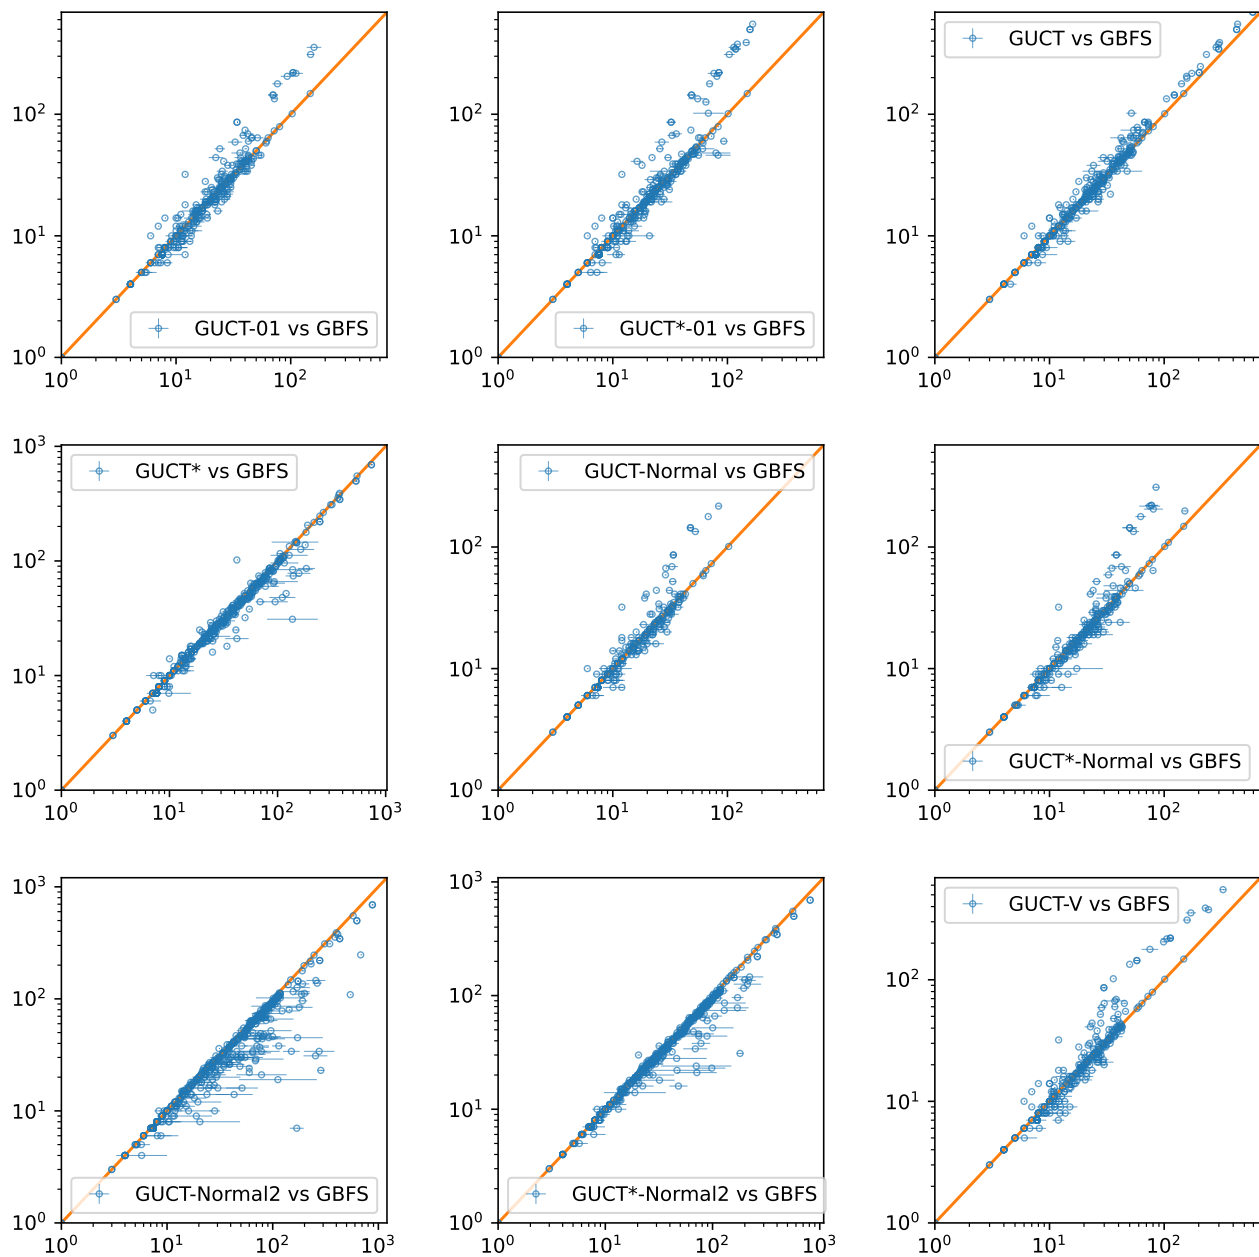 10²
10¹
10⁰
10⁰ 10¹ 10²
GUCT-01 vs GBFS
10²
10¹
10⁰
10⁰ 10¹ 10²
GUCT*-01 vs GBFS
10²
10¹
10⁰
10⁰ 10¹ 10²
GUCT vs GBFS
10³
10²
10¹
10⁰
10⁰ 10¹ 10² 10³
GUCT* vs GBFS
10²
10¹
10⁰
10⁰ 10¹ 10²
GUCT-Normal vs GBFS
10²
10¹
10⁰
10⁰ 10¹ 10²
GUCT*-Normal vs GBFS
10³
10²
10¹
10⁰
10⁰ 10¹ 10² 10³
GUCT-Normal2 vs GBFS
10³
10²
10¹
10⁰
10⁰ 10¹ 10² 10³
GUCT*-Normal2 vs GBFS
10²
10¹
10⁰
10⁰ 10¹ 10²
GUCT-V vs GBFS